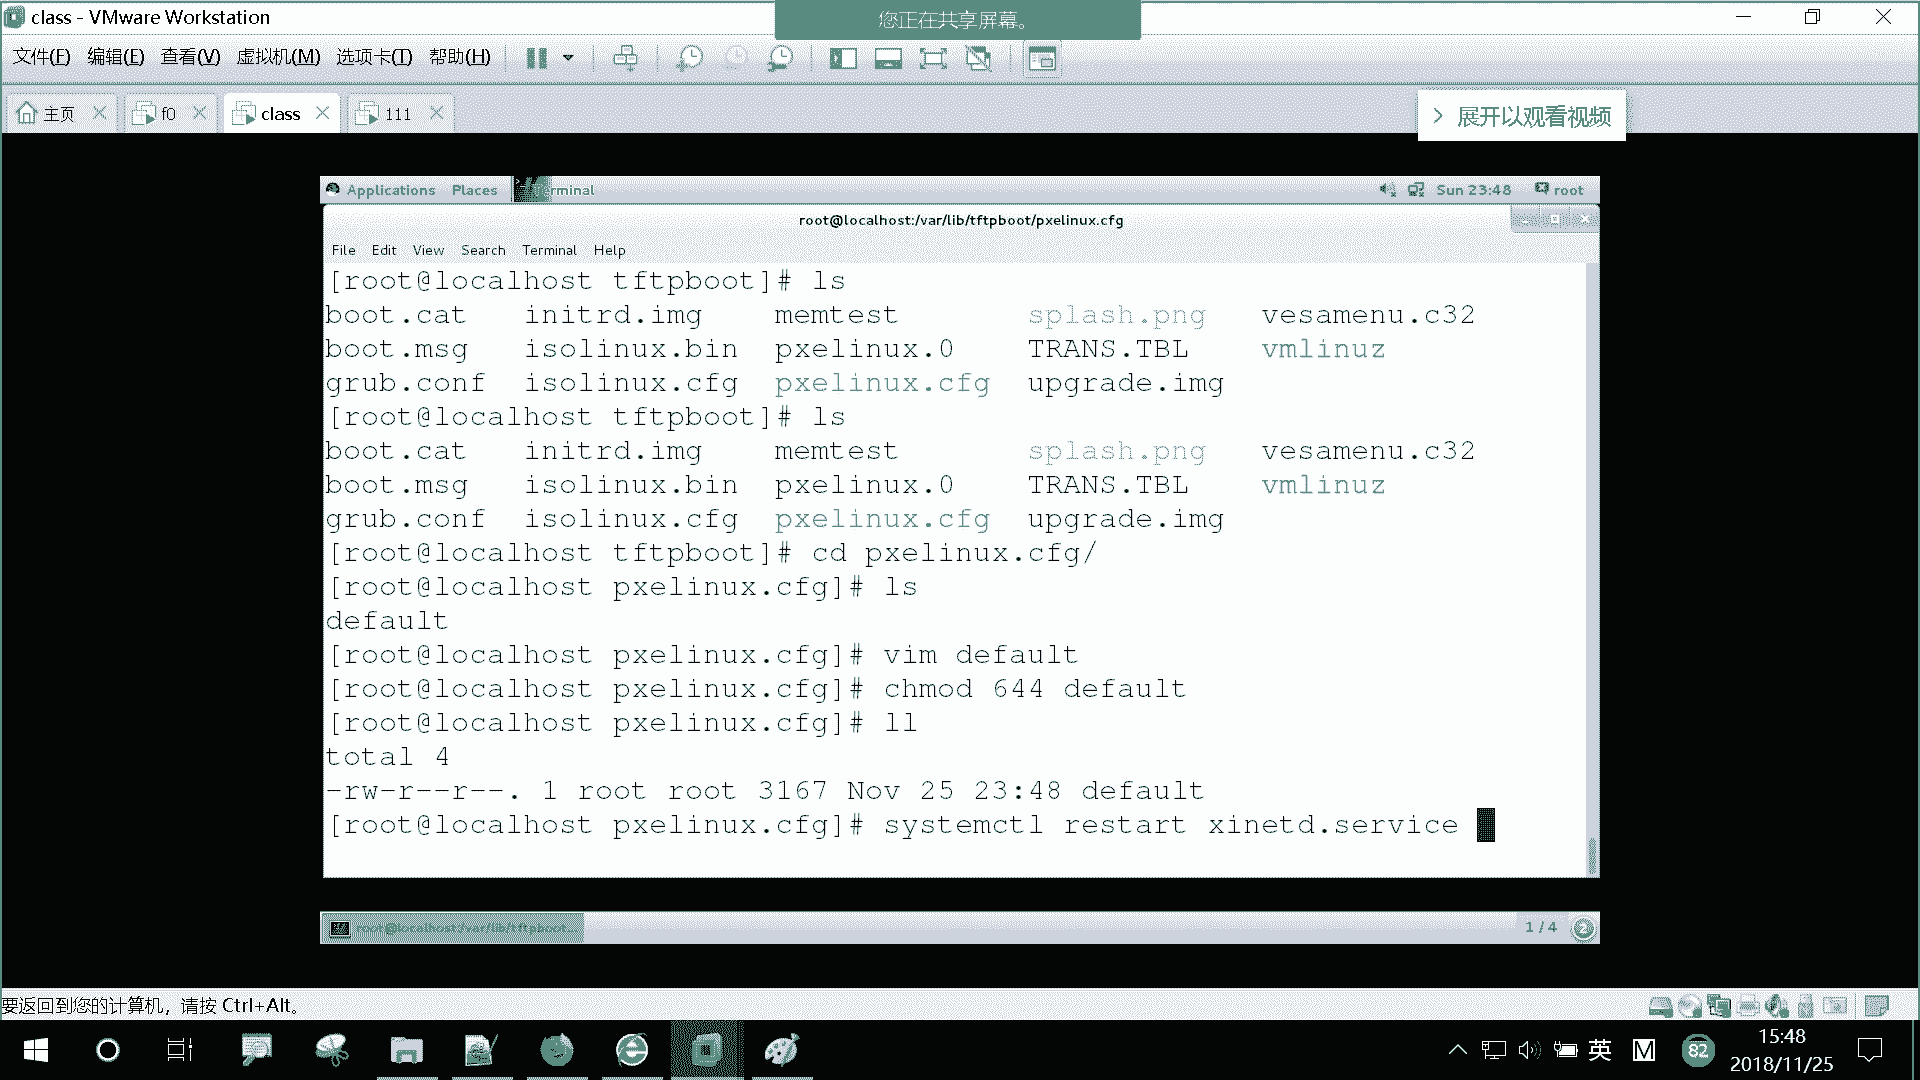 class - VMware Workstation
您正在共享屏幕。
文件(F) 编辑(E) 查看(V) 虚拟机(M) 选项卡(T) 帮助(H)
主页 f0 class 111
展开以观看视频
Applications Places Terminal Sun 23:48 root
root@localhost:/var/lib/tftpboot/pxelinux.cfg
File Edit View Search Terminal Help
[root@localhost tftpboot]# ls
boot.cat initrd.img memtest splash.png vesamenu.c32
boot.msg isolinux.bin pxelinux.0 TRANS.TBL vmlinuz
grub.conf isolinux.cfg pxelinux.cfg upgrade.img
[root@localhost tftpboot]# ls
boot.cat initrd.img memtest splash.png vesamenu.c32
boot.msg isolinux.bin pxelinux.0 TRANS.TBL vmlinuz
grub.conf isolinux.cfg pxelinux.cfg upgrade.img
[root@localhost tftpboot]# cd pxelinux.cfg/
[root@localhost pxelinux.cfg]# ls
default
[root@localhost pxelinux.cfg]# vim default
[root@localhost pxelinux.cfg]# chmod 644 default
[root@localhost pxelinux.cfg]# ll
total 4
-rw-r--r--. 1 root root 3167 Nov 25 23:48 default
[root@localhost pxelinux.cfg]# systemctl restart xinetd.service
root@localhost:/var/lib/tftpboot... 1 / 4 2
要返回到您的计算机，请按 Ctrl+Alt。
英 M 82 15:48
2018/11/25